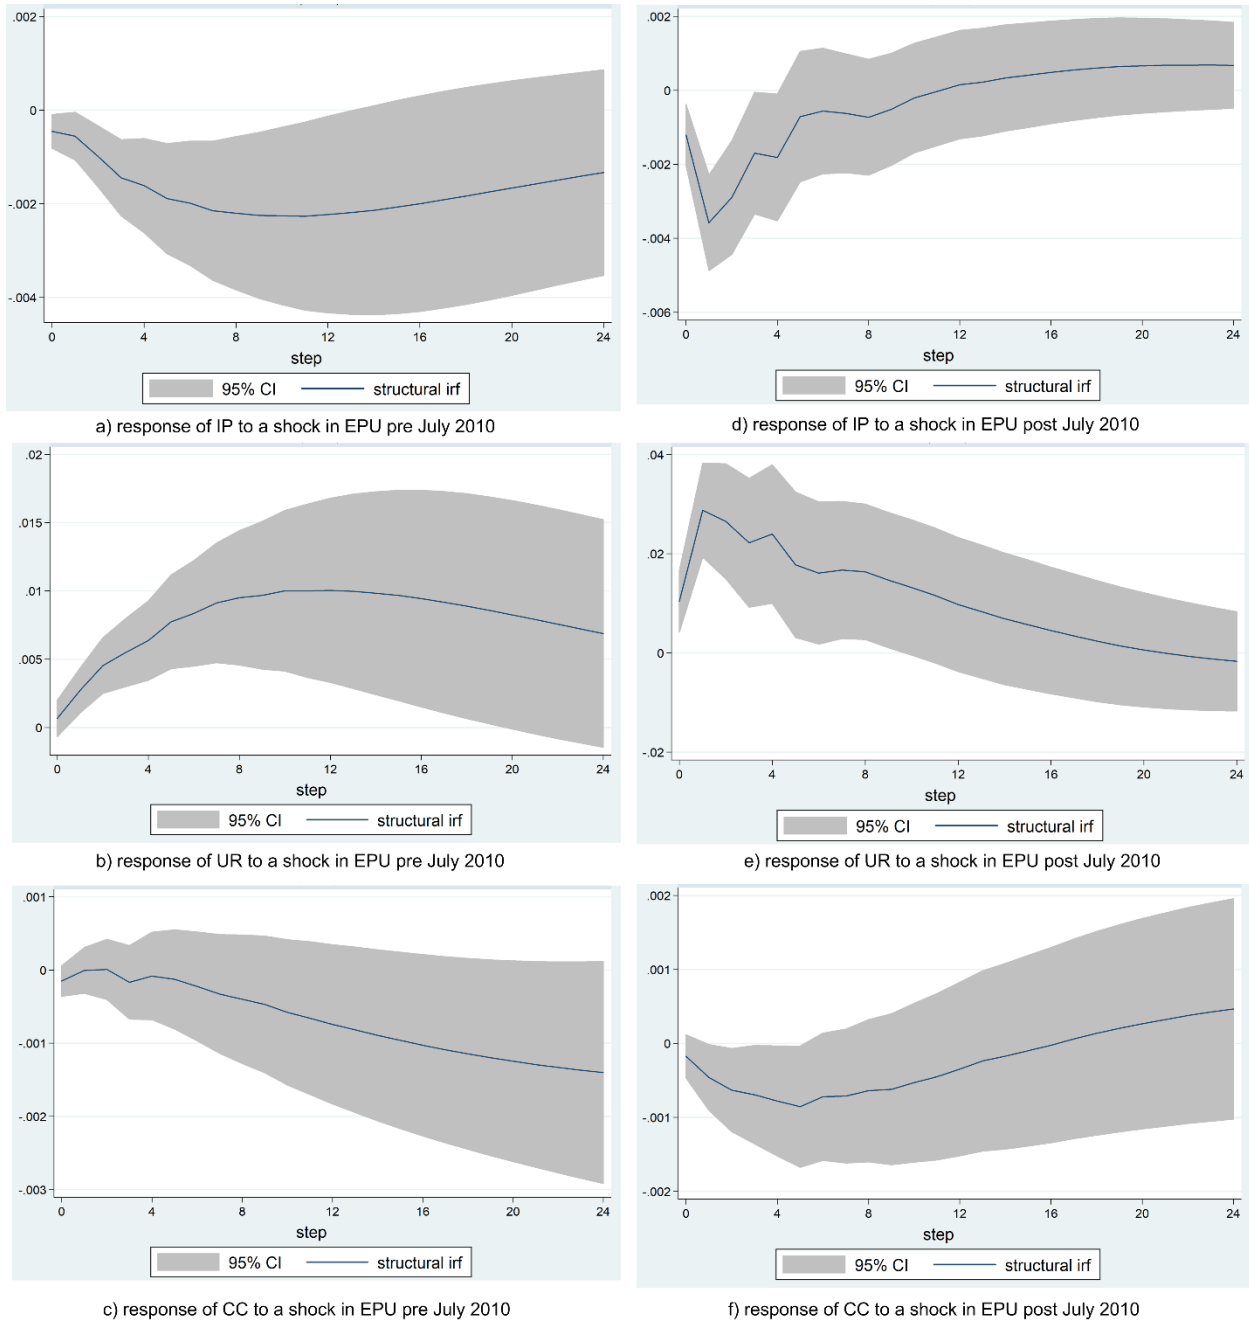 .002
0
-.002
-.004
0 4 8 12 16 20 24
step
95% CI structural irf
a) response of IP to a shock in EPU pre July 2010
.002
0
-.002
-.004
-.006
0 4 8 12 16 20 24
step
95% CI structural irf
d) response of IP to a shock in EPU post July 2010
.02
.015
.01
.005
0
0 4 8 12 16 20 24
step
95% CI structural irf
b) response of UR to a shock in EPU pre July 2010
.04
.02
0
-.02
0 4 8 12 16 20 24
step
95% CI structural irf
e) response of UR to a shock in EPU post July 2010
.001
0
-.001
-.002
-.003
0 4 8 12 16 20 24
step
95% CI structural irf
c) response of CC to a shock in EPU pre July 2010
.002
.001
0
-.001
-.002
0 4 8 12 16 20 24
step
95% CI structural irf
f) response of CC to a shock in EPU post July 2010